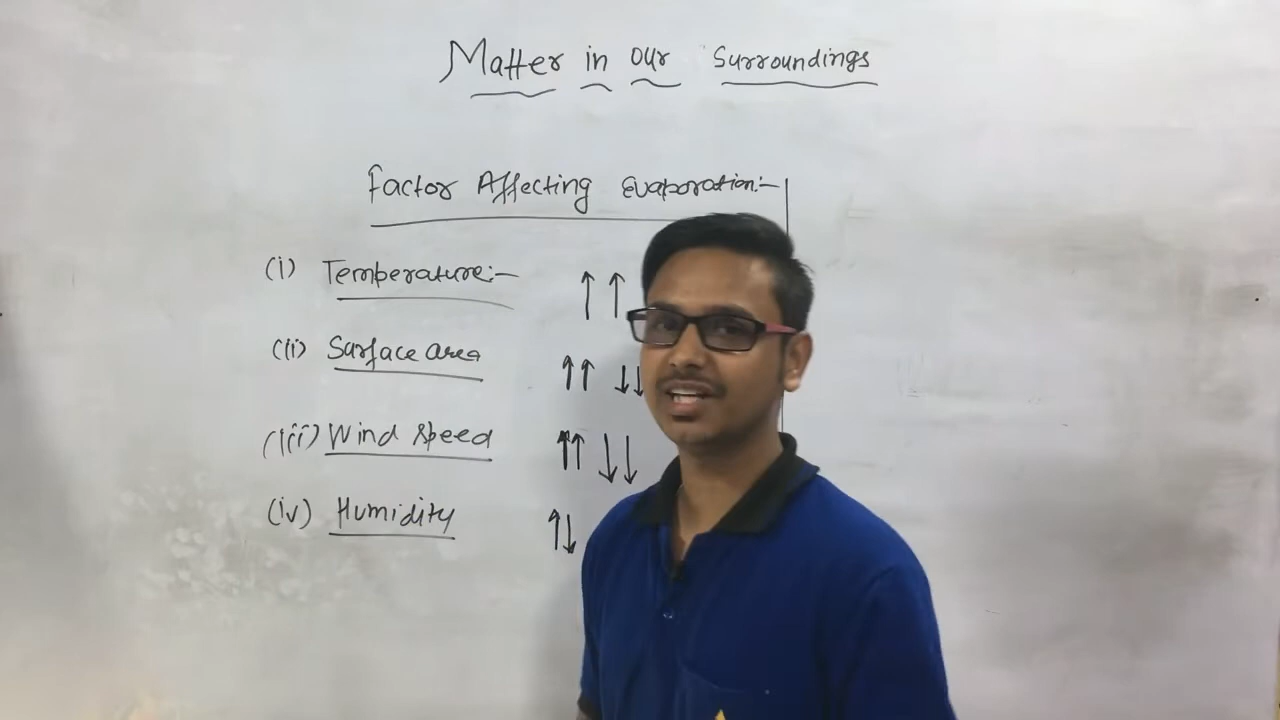 Matter in our Surroundings
Factor Affecting Evaporation:-
(i) Temperature:- ↑ ↑
(ii) Surface area ↑↑ ↓↓
(iii) Wind Speed ↑↑ ↓↓
(iv) Humidity ↑↓